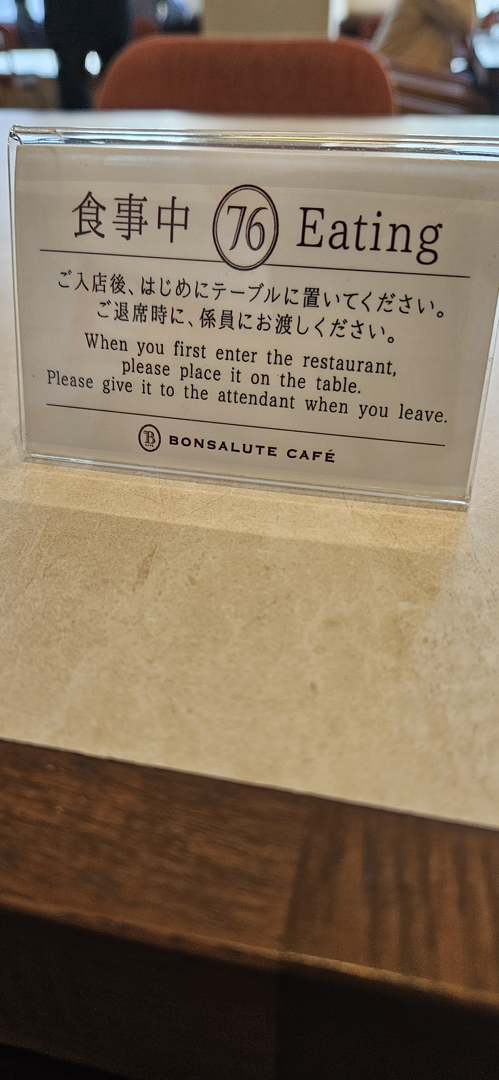 食事中 76 Eating
ご入店後、はじめにテーブルに置いてください。
ご退席時に、係員にお渡しください。
When you first enter the restaurant,
please place it on the table.
Please give it to the attendant when you leave.
B BONSALUTE CAFÉ